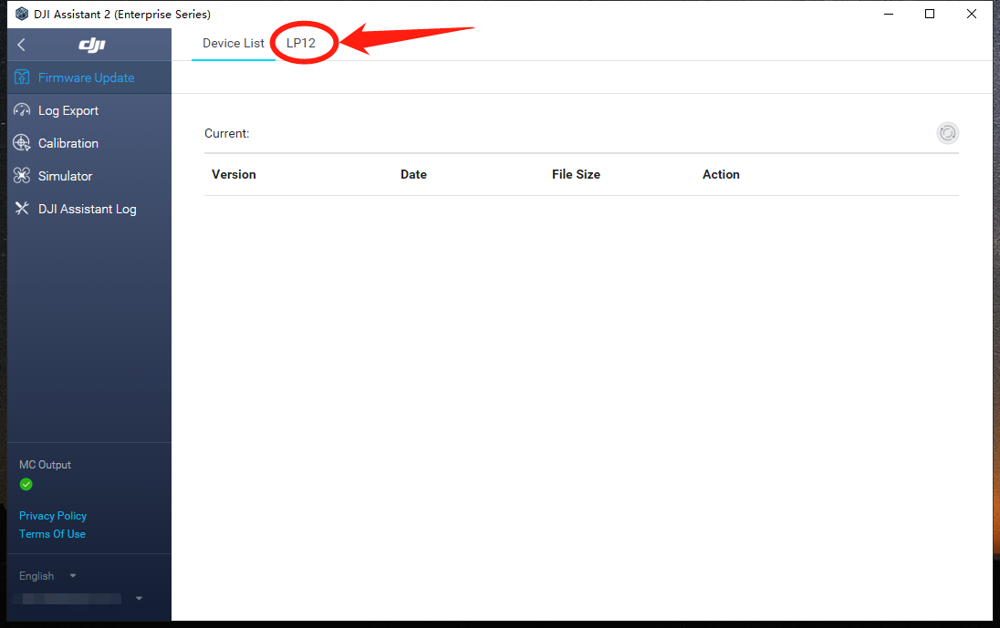 DJI Assistant 2 (Enterprise Series)
dji
Device List LP12
Firmware Update
Log Export
Calibration
Simulator
DJI Assistant Log
Current:
Version Date File Size Action
MC Output
Privacy Policy
Terms Of Use
English